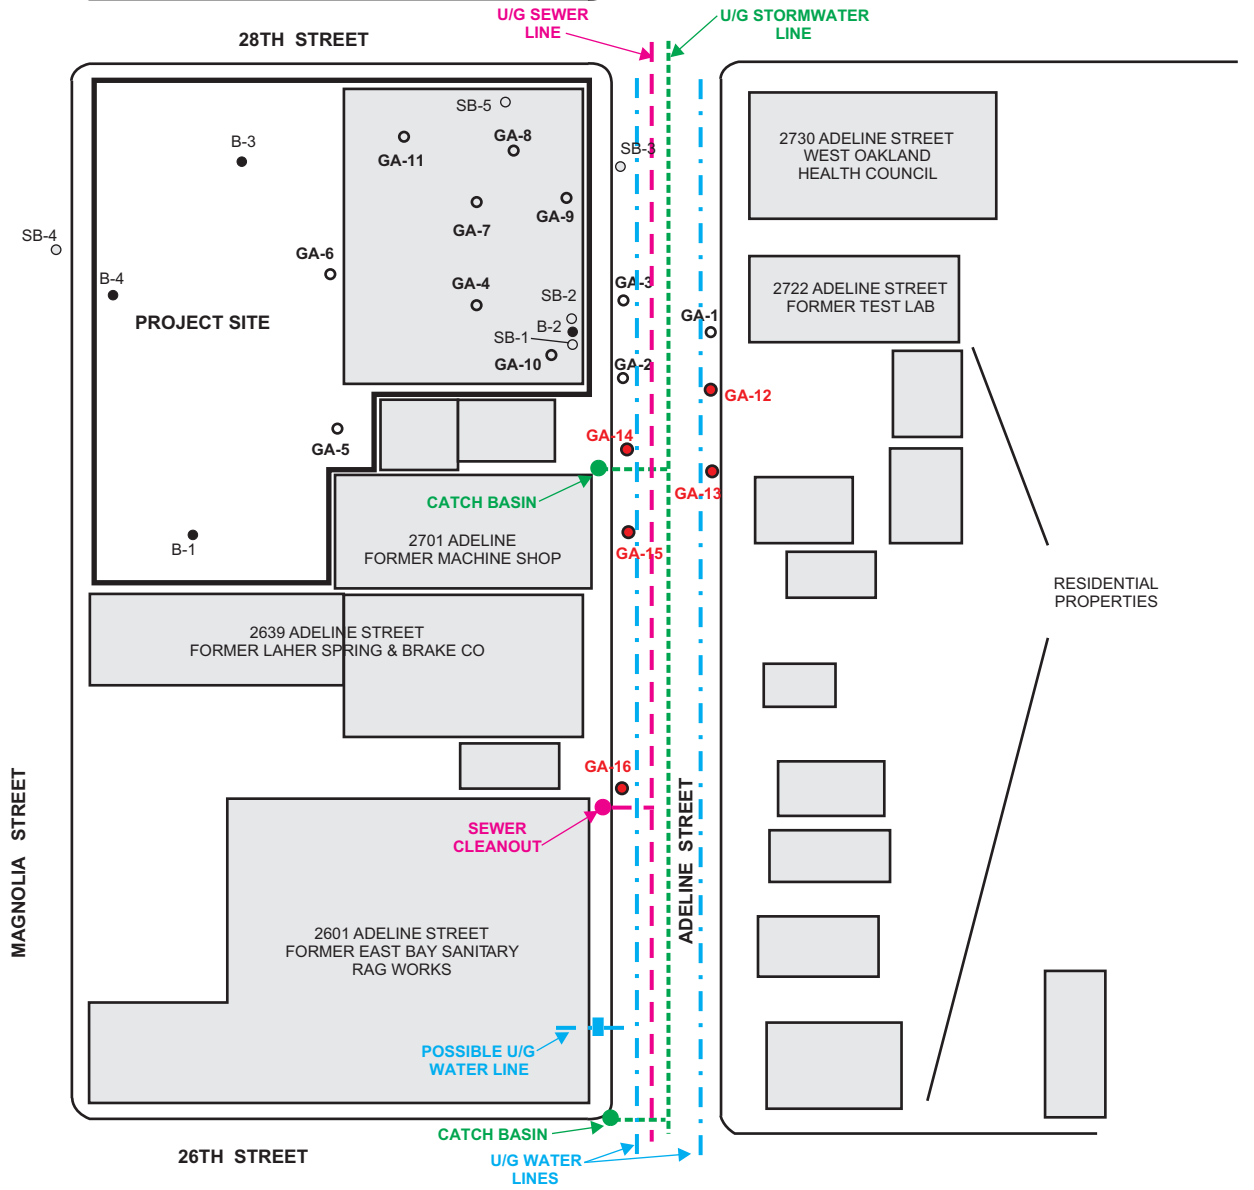 U/G SEWER
LINE
U/G STORMWATER
LINE
28TH STREET
SB-5
GA-8
GA-11
B-3
SB-3
2730 ADELINE STREET
WEST OAKLAND
HEALTH COUNCIL
GA-9
GA-7
SB-4
GA-6
B-4
GA-4
GA-3
SB-2
2722 ADELINE STREET
FORMER TEST LAB
PROJECT SITE
GA-1
B-2
SB-1
GA-10
GA-2
GA-12
GA-14
GA-5
GA-13
CATCH BASIN
B-1
2701 ADELINE
FORMER MACHINE SHOP
GA-15
RESIDENTIAL
PROPERTIES
2639 ADELINE STREET
FORMER LAHER SPRING & BRAKE CO
GA-16
MAGNOLIA STREET
SEWER
CLEANOUT
ADELINE STREET
2601 ADELINE STREET
FORMER EAST BAY SANITARY
RAG WORKS
POSSIBLE U/G
WATER LINE
CATCH BASIN
26TH STREET
U/G WATER
LINES